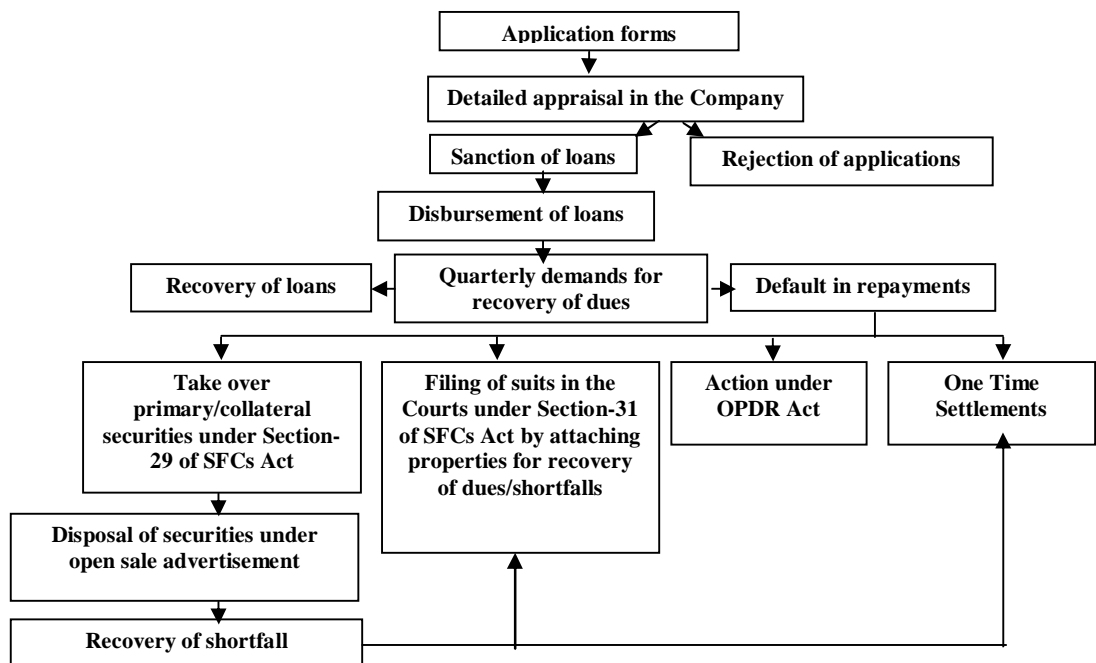 Application forms
Detailed appraisal in the Company
Sanction of loans
Rejection of applications
Disbursement of loans
Recovery of loans
Quarterly demands for
recovery of dues
Default in repayments
Take over
primary/collateral
securities under Section-
29 of SFCs Act
Filing of suits in the
Courts under Section-31
of SFCs Act by attaching
properties for recovery
of dues/shortfalls
Action under
OPDR Act
One Time
Settlements
Disposal of securities under
open sale advertisement
Recovery of shortfall